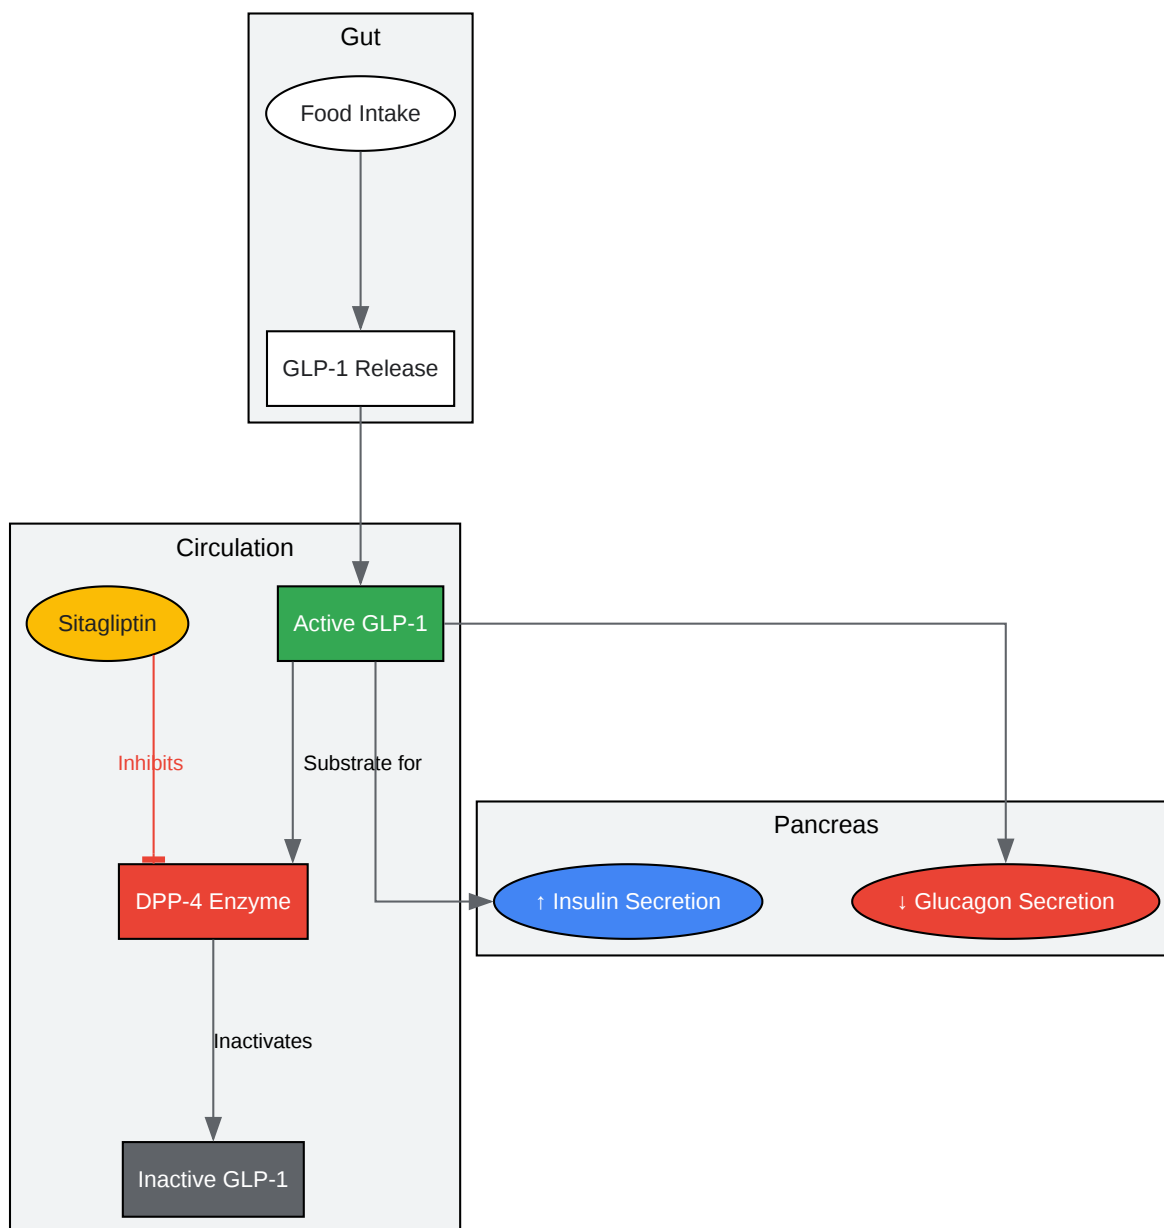 Gut
Food Intake
GLP-1 Release
Circulation
Sitagliptin
Active GLP-1
Inhibits
Substrate for
Pancreas
DPP-4 Enzyme
↑ Insulin Secretion
↓ Glucagon Secretion
Inactivates
Inactive GLP-1